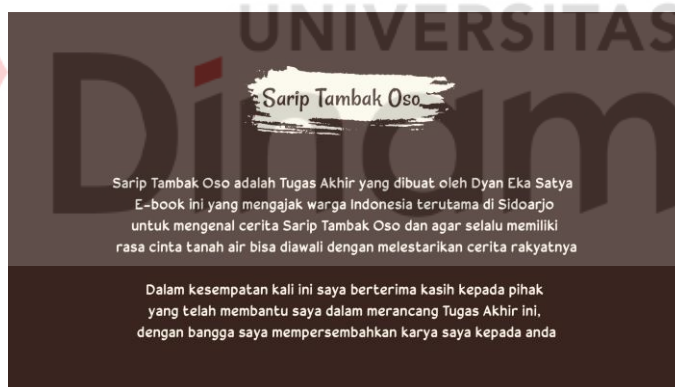 UNIVERSITAS
Dinam
Sarip Tambak Oso
Sarip Tambak Oso adalah Tugas Akhir yang dibuat oleh Dyan Eka Satya
E-book ini yang mengajak warga Indonesia terutama di Sidoarjo
untuk mengenal cerita Sarip Tambak Oso dan agar selalu memiliki
rasa cinta tanah air bisa diawali dengan melestarikan cerita rakyatnya
Dalam kesempatan kali ini saya berterima kasih kepada pihak
yang telah membantu saya dalam merancang Tugas Akhir ini,
dengan bangga saya mempersembahkan karya saya kepada anda